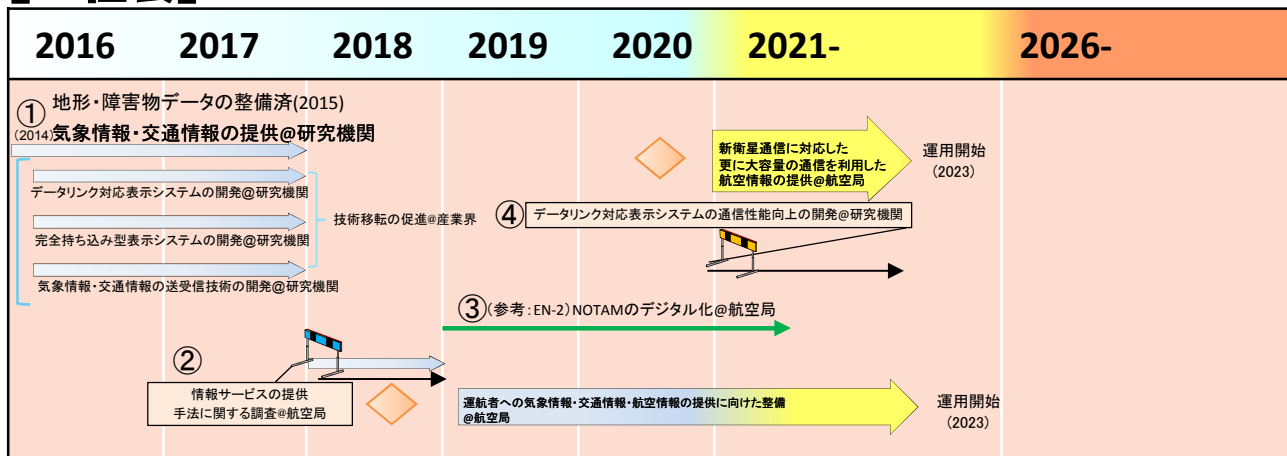 2016 2017 2018 2019 2020 2021- 2026-
① 地形・障害物データの整備済(2015)
(2014)気象情報・交通情報の提供@研究機関
データリンク対応表示システムの開発@研究機関
完全持ち込み型表示システムの開発@研究機関
気象情報・交通情報の送受信技術の開発@研究機関
技術移転の促進@産業界
新衛星通信に対応した
更に大容量の通信を利用した
航空情報の提供@航空局
運用開始
(2023)
④ データリンク対応表示システムの通信性能向上の開発@研究機関
③(参考:EN-2)NOTAMのデジタル化@航空局
②
情報サービスの提供
手法に関する調査@航空局
運航者への気象情報・交通情報・航空情報の提供に向けた整備
@航空局
運用開始
(2023)